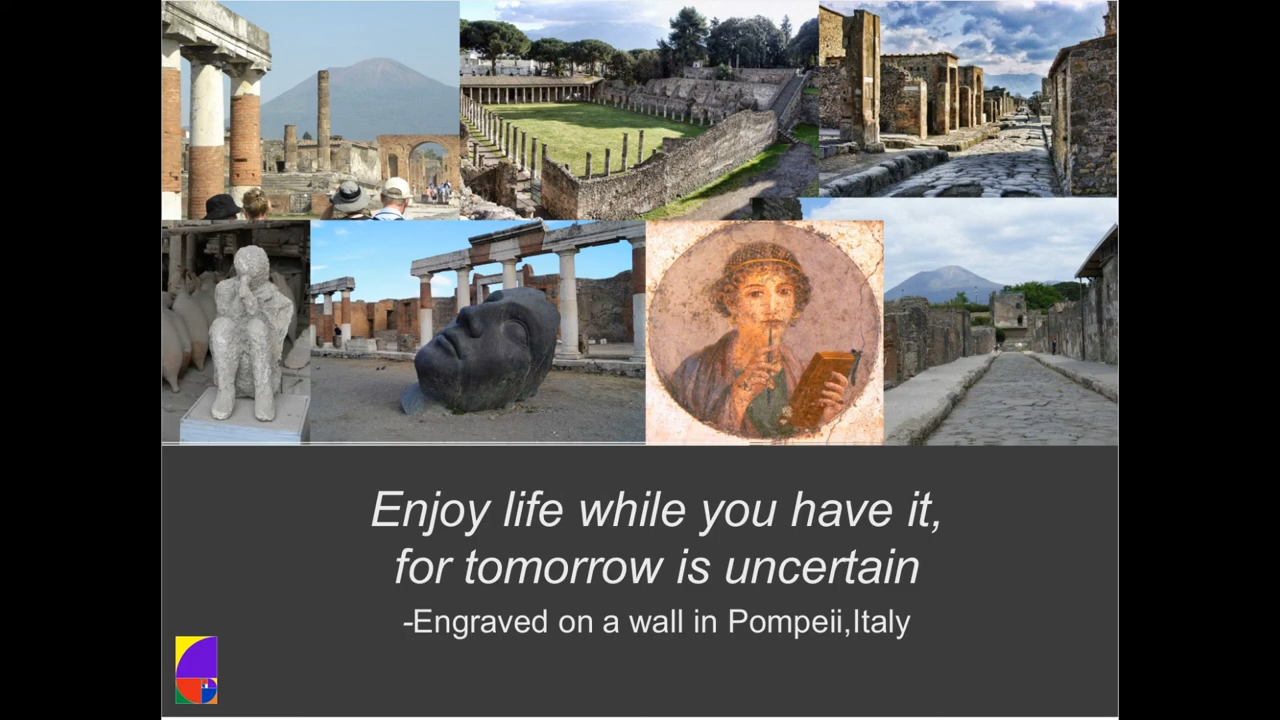 Enjoy life while you have it,
for tomorrow is uncertain
-Engraved on a wall in Pompeii,Italy